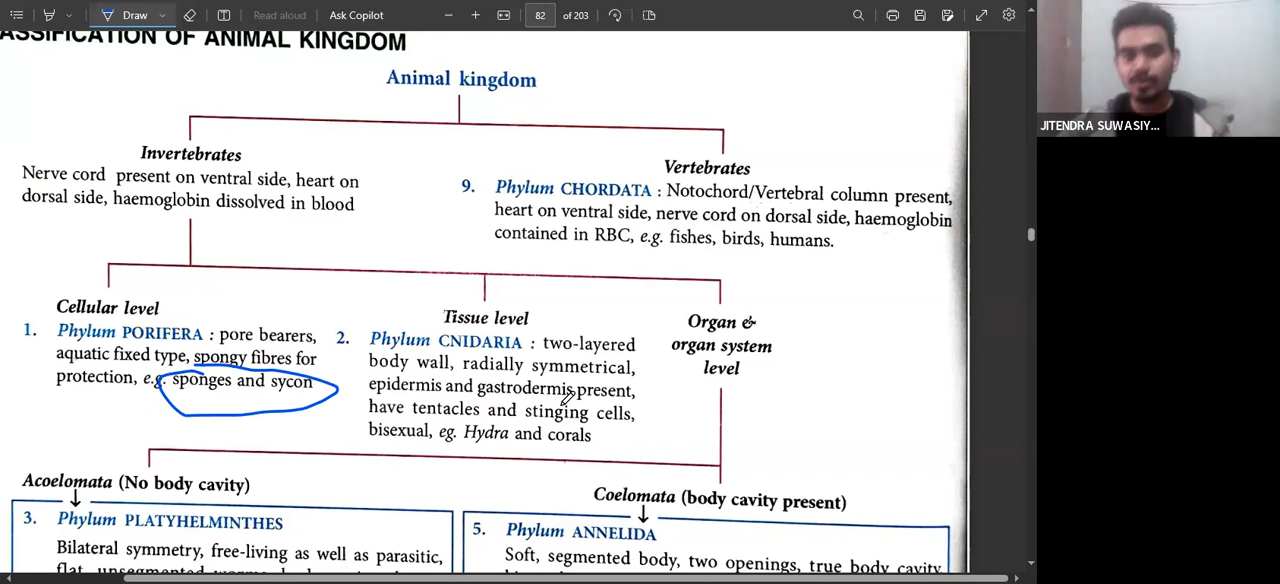 Draw
Read aloud
Ask Copilot
82
of 203
JITENDRA SUWASIY...
ASSIFICATION OF ANIMAL KINGDOM
Animal kingdom
Invertebrates
Nerve cord present on ventral side, heart on
dorsal side, haemoglobin dissolved in blood
Vertebrates
9. Phylum CHORDATA : Notochord/Vertebral column present,
heart on ventral side, nerve cord on dorsal side, haemoglobin
contained in RBC, e.g. fishes, birds, humans.
Cellular level
1. Phylum PORIFERA : pore bearers,
aquatic fixed type, spongy fibres for
protection, e.g. sponges and sycon
Tissue level
2. Phylum CNIDARIA : two-layered
body wall, radially symmetrical,
epidermis and gastrodermis present,
have tentacles and stinging cells,
bisexual, eg. Hydra and corals
Organ &
organ system
level
Acoelomata (No body cavity)
3. Phylum PLATYHELMINTHES
Bilateral symmetry, free-living as well as parasitic,
flat, unsegmented
Coelomata (body cavity present)
5. Phylum ANNELIDA
Soft, segmented body, two openings, true body cavity,